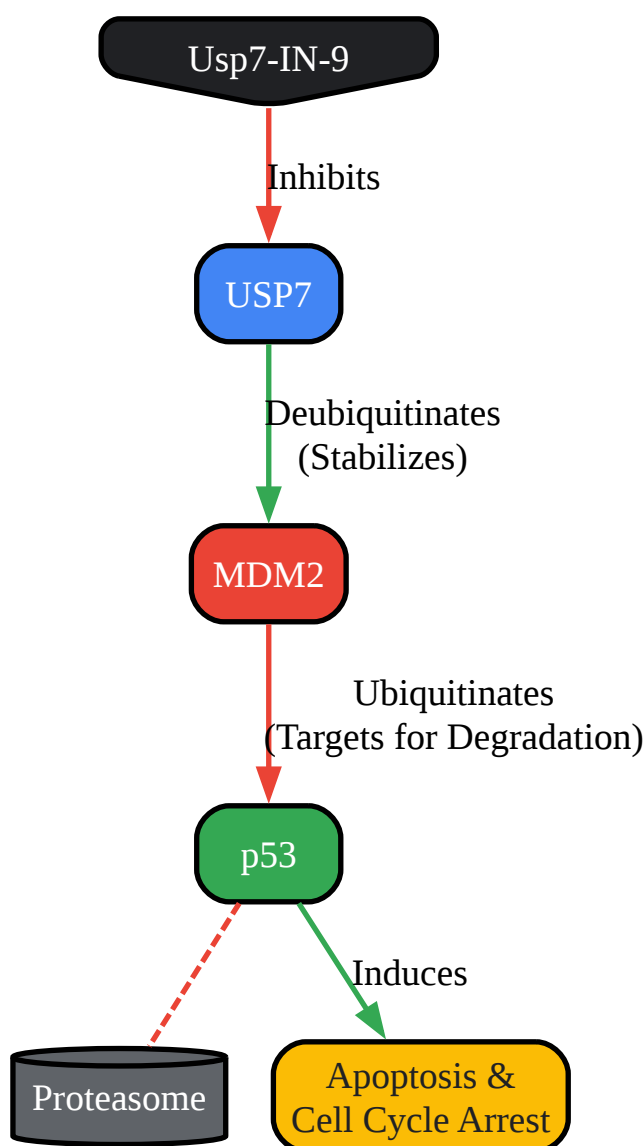 Usp7-IN-9
Inhibits
USP7
Deubiquitinates
(Stabilizes)
MDM2
Ubiquitinates
(Targets for Degradation)
p53
Induces
Proteasome
Apoptosis &
Cell Cycle Arrest